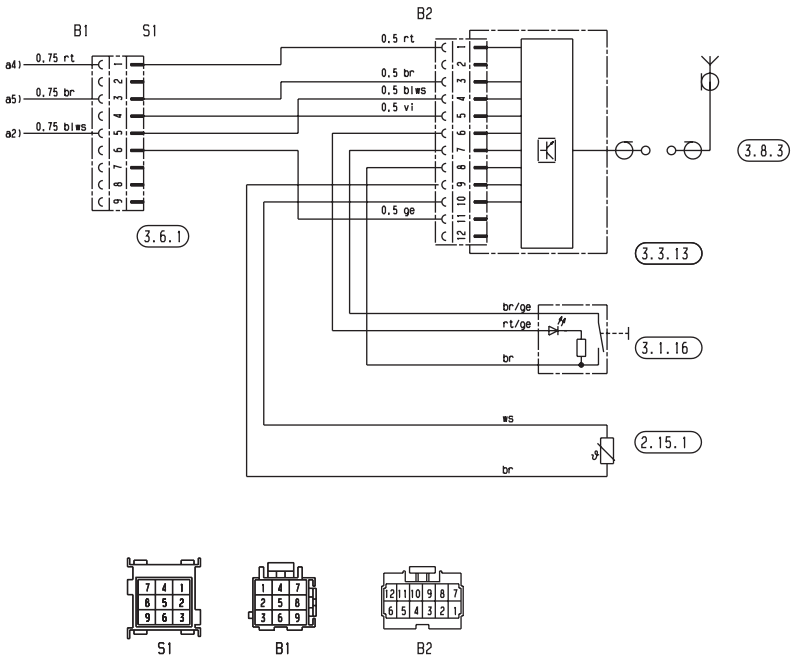 B2
B1 S1
0.5 rt
a4) 0.75 rt 1 1
2 2
0.5 br 3
a5) 0.75 br 3
0.5 blws 4
4 0.5 vi 5
a2) 0.75 blws 5 6
6 7 3.8.3
7 8
8 9
9 10
0.5 ge 11
3.6.1 12
3.3.13
br/ge
rt/ge
3.1.16
br
ws
2.15.1
ϑ
br
7 4 1
8 5 2
9 6 3
S1
1 4 7
2 5 8
3 6 9
B1
12 11 10 9 8 7
6 5 4 3 2 1
B2